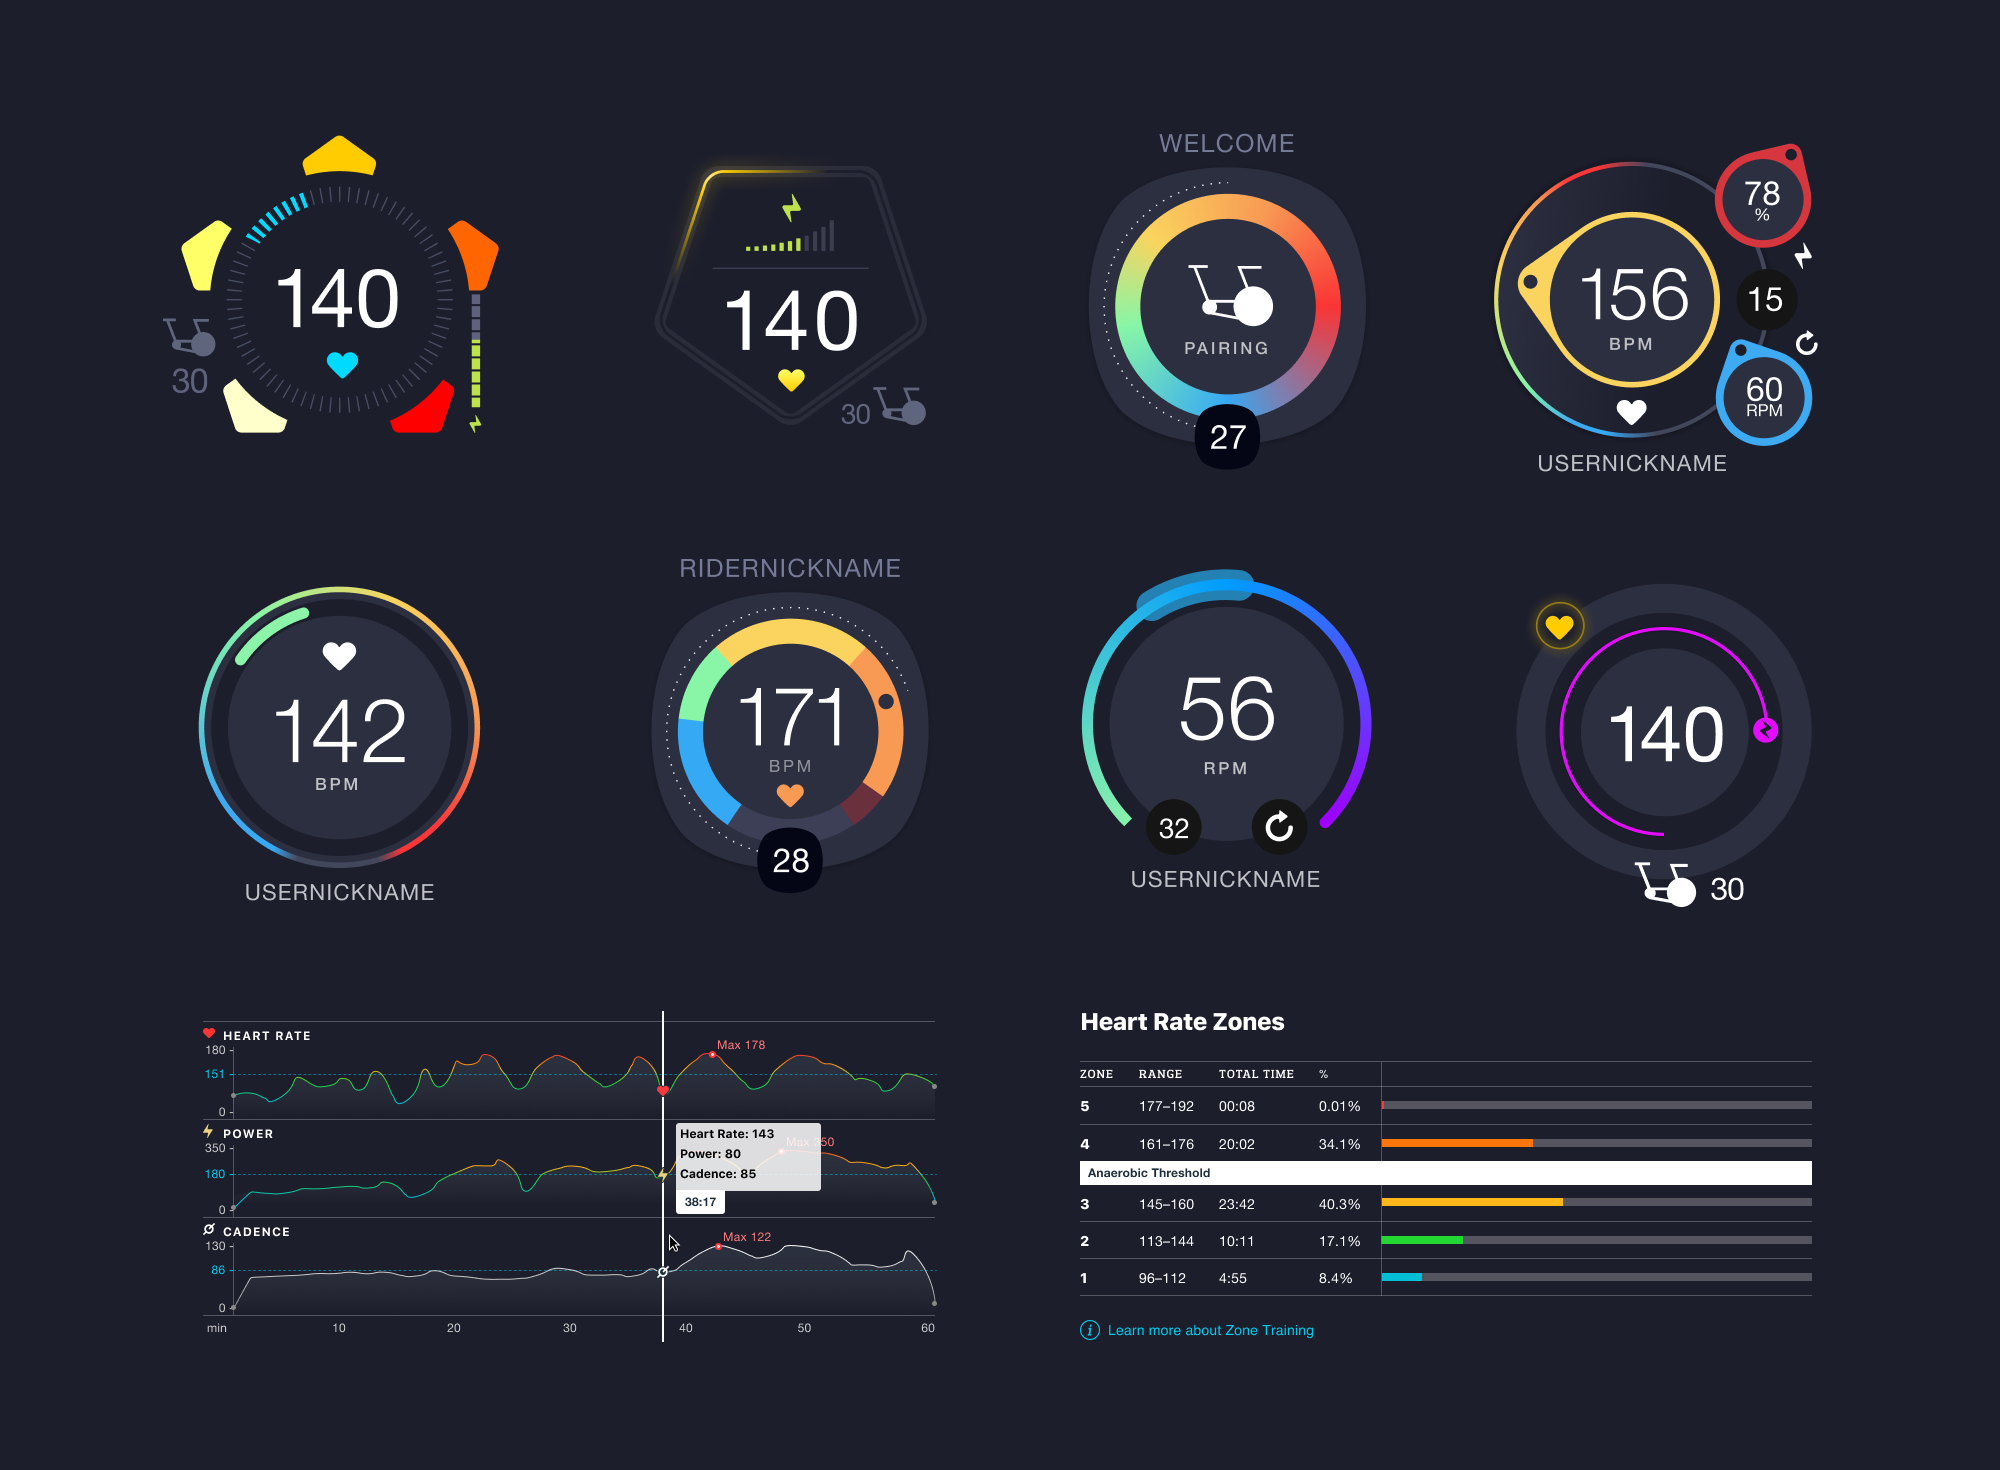 140
30
140
30
WELCOME
PAIRING
27
78
%
156
BPM
15
60
RPM
USERNICKNAME
142
BPM
USERNICKNAME
RIDERNICKNAME
171
BPM
28
56
RPM
32
USERNICKNAME
140
30
HEART RATE
180
151
0
Max 178
POWER
350
180
0
Max 350
Heart Rate: 143
Power: 80
Cadence: 85
38:17
CADENCE
130
86
0
Max 122
min 10 20 30 40 50 60
Heart Rate Zones
ZONE RANGE TOTAL TIME %
5 177–192 00:08 0.01%
4 161–176 20:02 34.1%
Anaerobic Threshold
3 145–160 23:42 40.3%
2 113–144 10:11 17.1%
1 96–112 4:55 8.4%
i Learn more about Zone Training